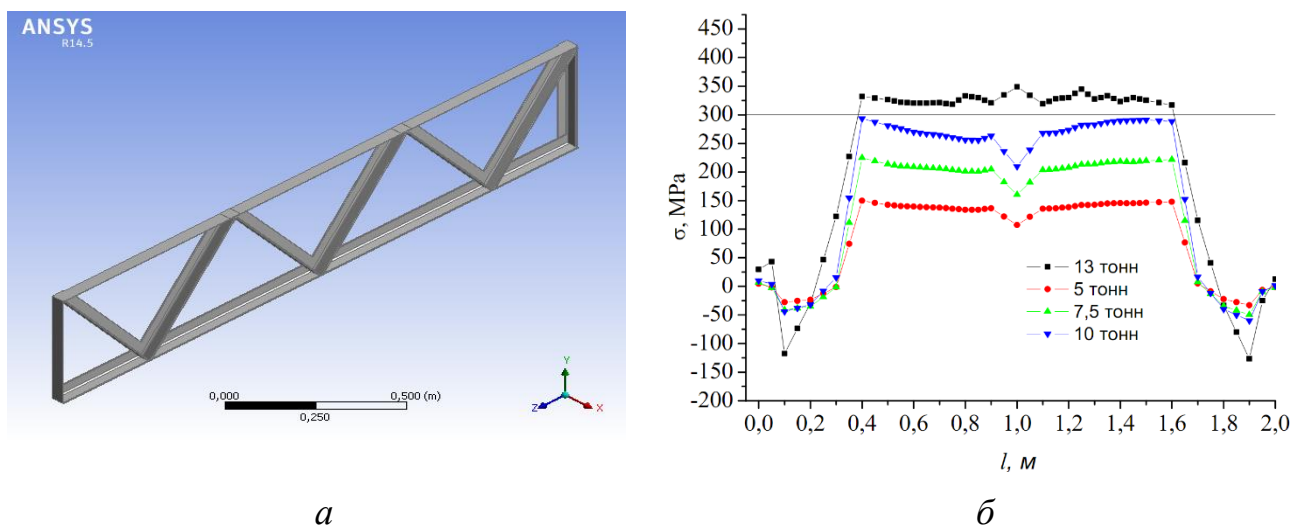 ANSYS
R14.5
0,000
0,500 (m)
0,250
Y
Z
X
σ, MPa
450
400
350
300
250
200
150
100
50
0
-50
-100
-150
-200
13 тонн
5 тонн
7,5 тонн
10 тонн
0,0 0,2 0,4 0,6 0,8 1,0 1,2 1,4 1,6 1,8 2,0
l, м
а
б